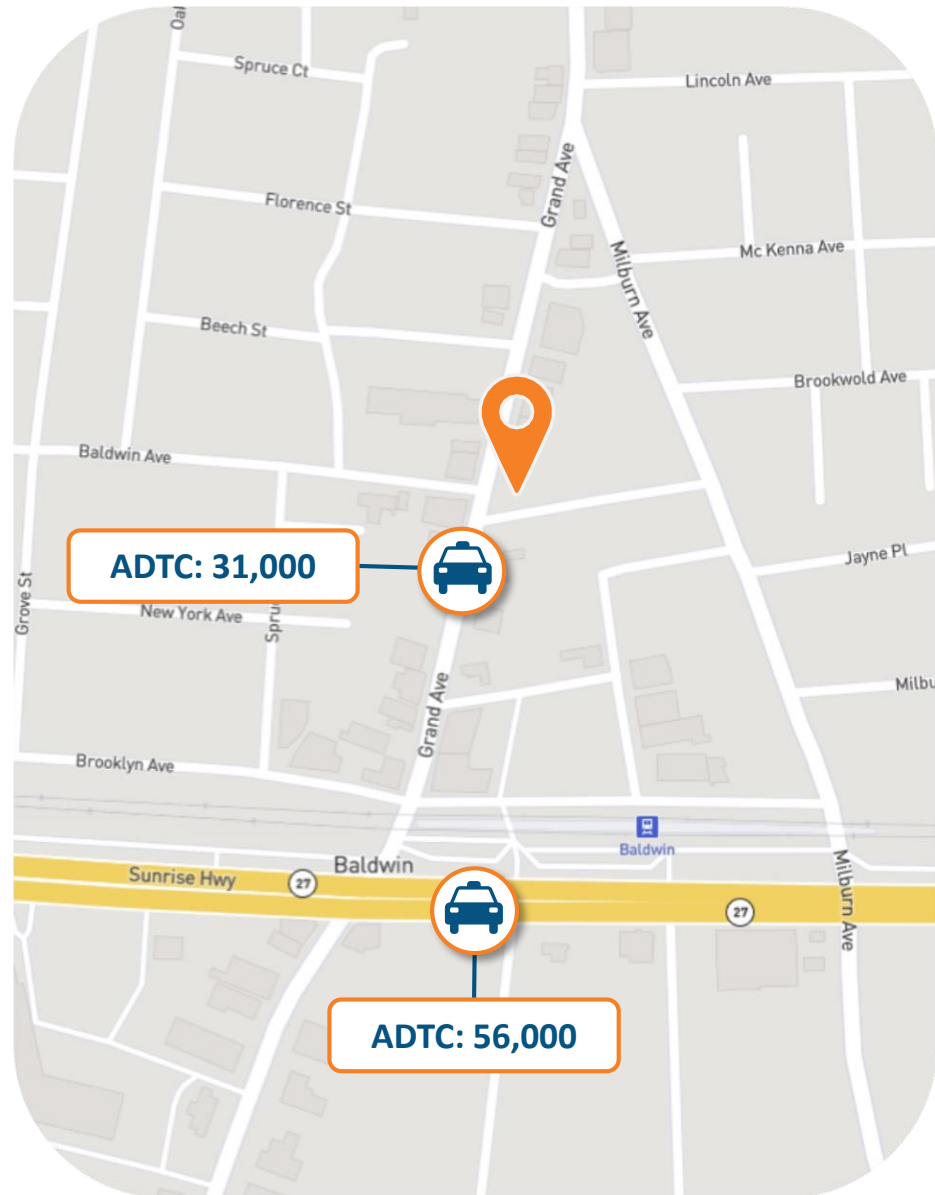 Oal
Spruce Ct
Lincoln Ave
Grand Ave
Florence St
Milburn Ave
Mc Kenna Ave
Beech St
Brookwold Ave
Baldwin Ave
ADTC: 31,000
Jayne Pl
Grove St
New York Ave
Spru
Milbu
Grand Ave
Brooklyn Ave
Baldwin
Baldwin
Sunrise Hwy
27
27
Milburn Ave
ADTC: 56,000